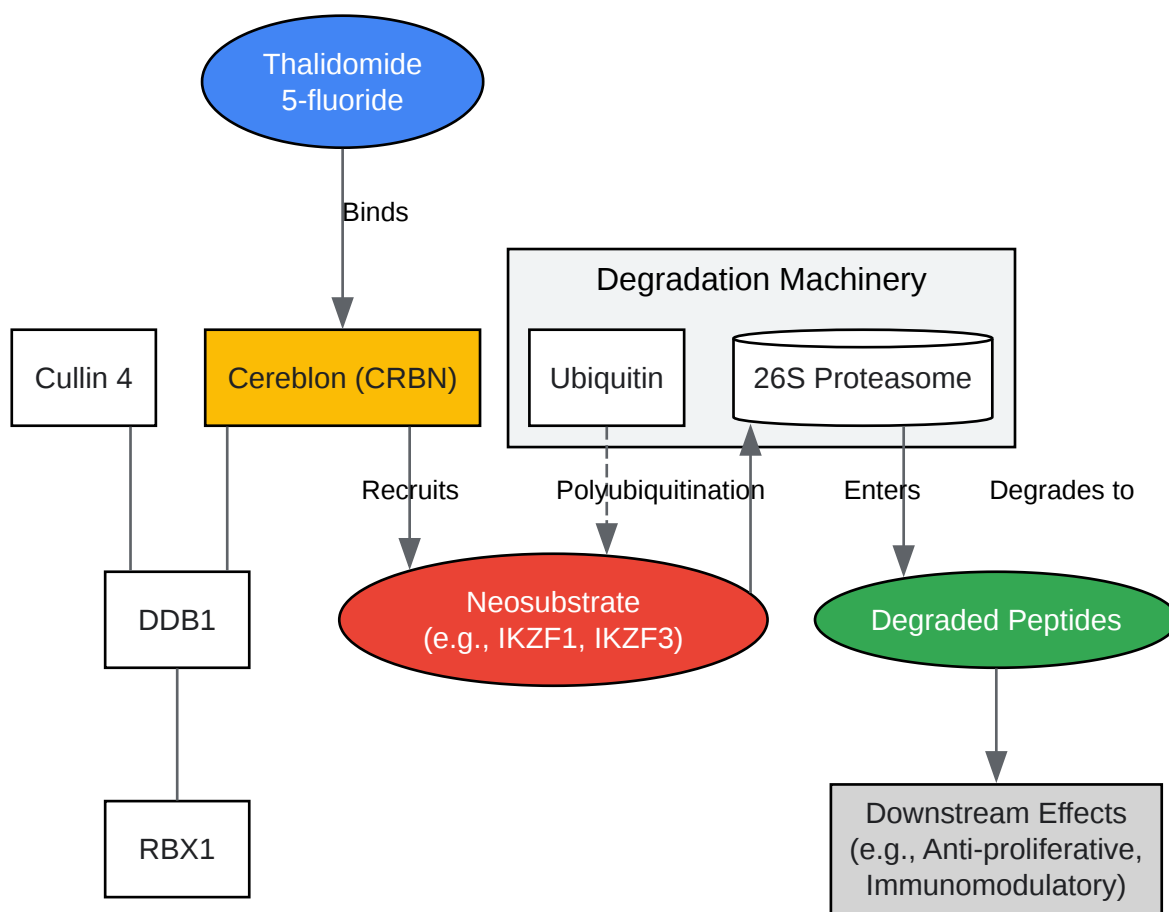 Thalidomide
5-fluoride
Binds
Degradation Machinery
Cullin 4
Cereblon (CRBN)
Ubiquitin
26S Proteasome
Recruits
Polyubiquitination
Enters
Degrades to
DDB1
Neosubstrate
(e.g., IKZF1, IKZF3)
Degraded Peptides
RBX1
Downstream Effects
(e.g., Anti-proliferative,
Immunomodulatory)